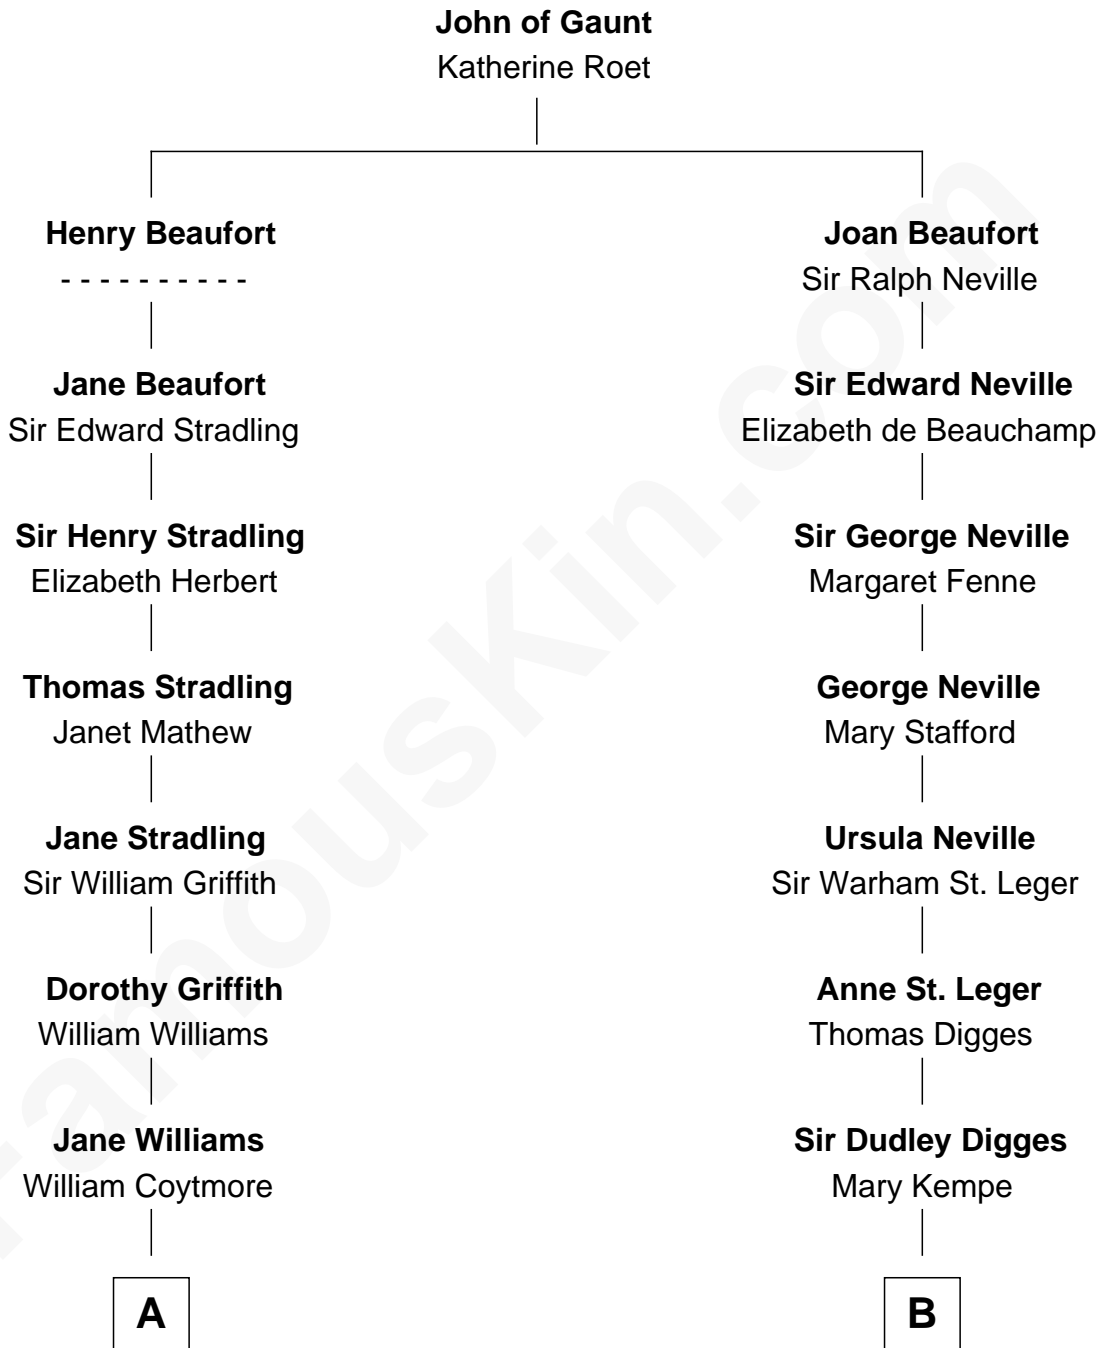 John of Gaunt
Katherine Roet
Henry Beaufort
- - - - - - - - - -
Jane Beaufort
Sir Edward Stradling
Sir Henry Stradling
Elizabeth Herbert
Thomas Stradling
Janet Mathew
Jane Stradling
Sir William Griffith
Dorothy Griffith
William Williams
Jane Williams
William Coytmore
A
Joan Beaufort
Sir Ralph Neville
Sir Edward Neville
Elizabeth de Beauchamp
Sir George Neville
Margaret Fenne
George Neville
Mary Stafford
Ursula Neville
Sir Warham St. Leger
Anne St. Leger
Thomas Digges
Sir Dudley Digges
Mary Kempe
B
FamousKin.com